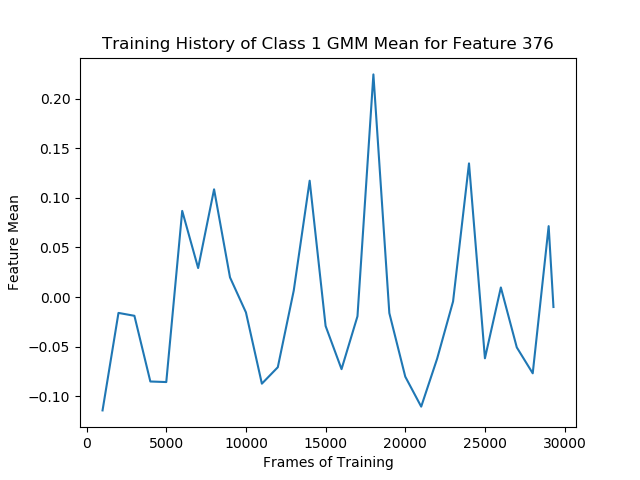 Training History of Class 1 GMM Mean for Feature 376
0.20
0.15
0.10
0.05
0.00
−0.05
−0.10
Feature Mean
0 5000 10000 15000 20000 25000 30000
Frames of Training